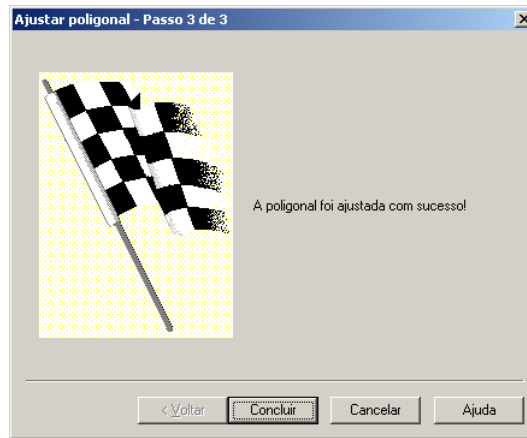 Ajustar poligonal - Passo 3 de 3
A poligonal foi ajustada com sucesso!
< Voltar Concluir Cancelar Ajuda